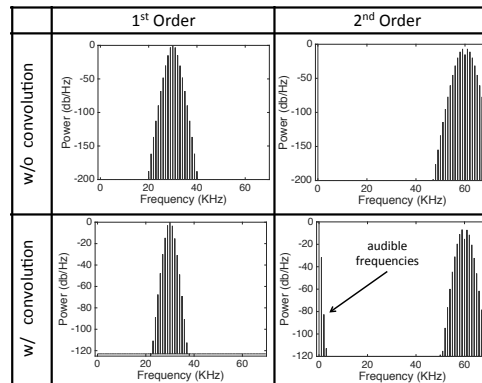 1st Order
2nd Order
w/o convolution
Power (db/Hz)
0
-50
-100
-150
-200
0 20 40 60
Frequency (KHz)
Power (db/Hz)
0
-50
-100
-150
-200
0 20 40 60
Frequency (KHz)
w/ convolution
Power (db/Hz)
0
-20
-40
-60
-80
-100
-120
0 20 40 60
Frequency (KHz)
Power (db/Hz)
0
-20
-40
-60
-80
-100
-120
audible
frequencies
0 20 40 60
Frequency (KHz)